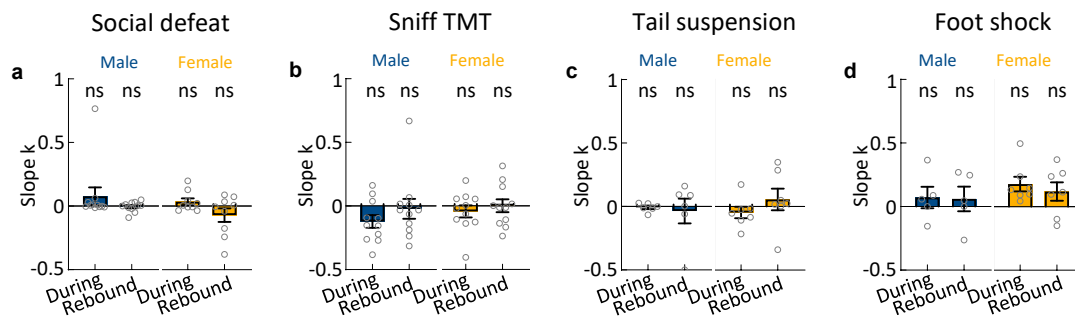 Social defeat
Sniff TMT
Tail suspension
Foot shock
a
Male
Female
ns
ns
ns
ns
1
0.5
0
-0.5
Slope k
During
Rebound
During
Rebound
b
Male
Female
ns
ns
ns
ns
1
0.5
0
-0.5
Slope k
During
Rebound
During
Rebound
c
Male
Female
ns
ns
ns
ns
1
0.5
0
-0.5
Slope k
During
Rebound
During
Rebound
d
Male
Female
ns
ns
ns
ns
1
0.5
0
-0.5
Slope k
During
Rebound
During
Rebound